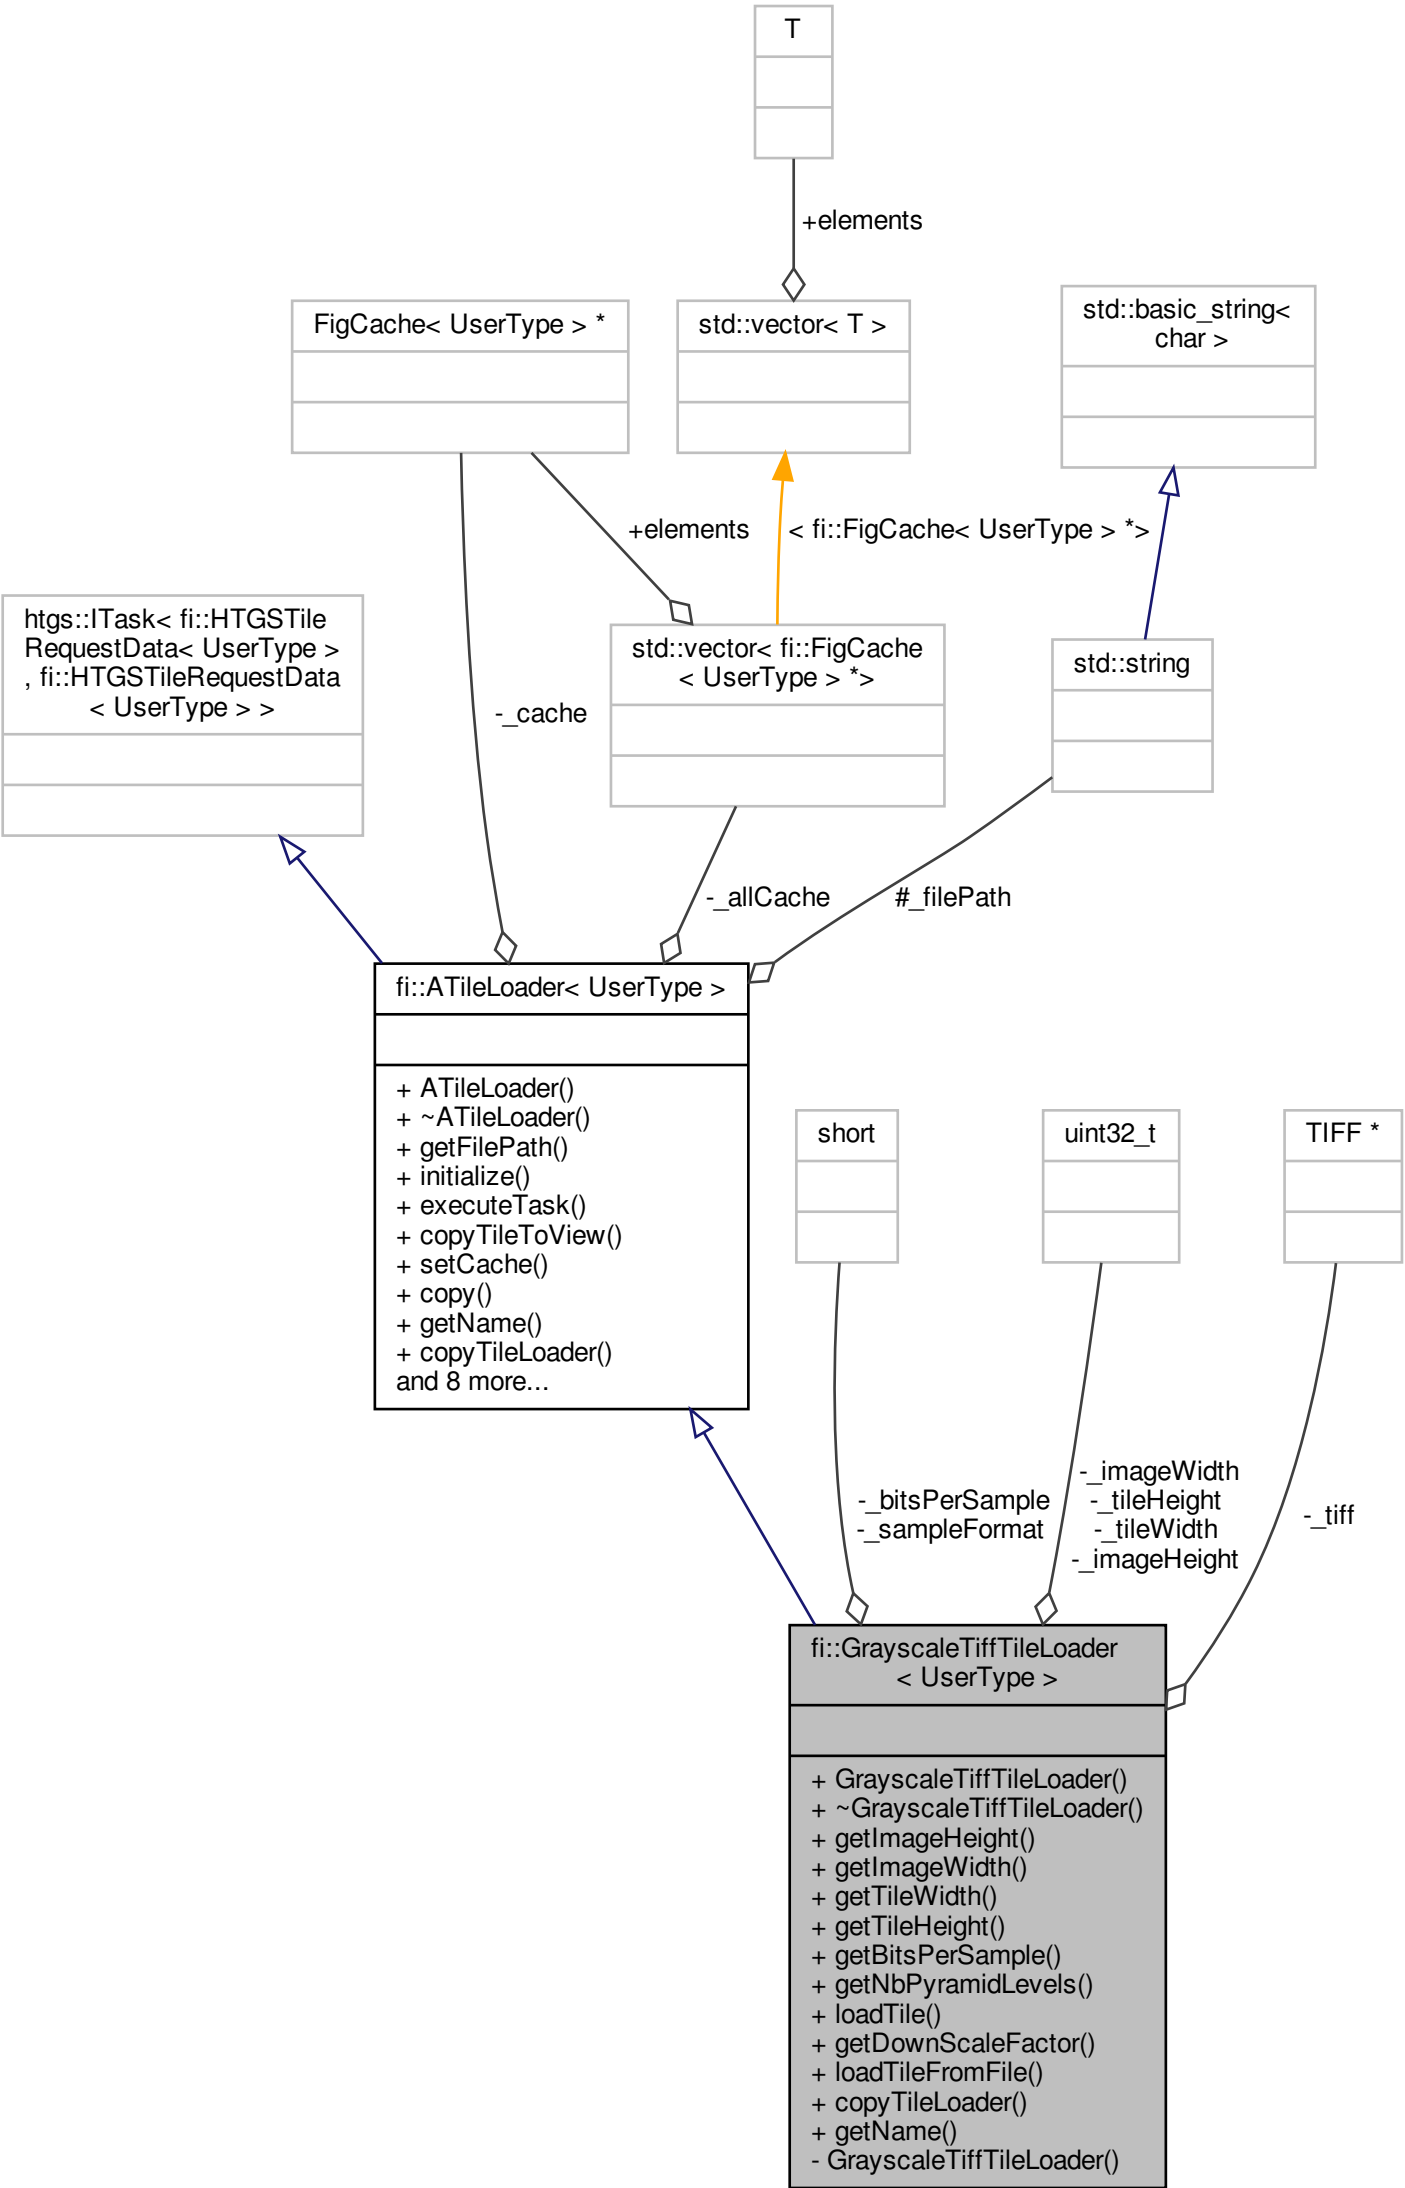 T
+elements
FigCache< UserType > *
std::vector< T >
std::basic_string<
char >
+elements
< fi::FigCache< UserType > *>
htgs::ITask< fi::HTGSTile
RequestData< UserType >
, fi::HTGSTileRequestData
< UserType > >
std::vector< fi::FigCache
< UserType > *>
std::string
-_cache
-_allCache
#_filePath
fi::ATileLoader< UserType >
+ ATileLoader()
+ ~ATileLoader()
+ getFilePath()
+ initialize()
+ executeTask()
+ copyTileToView()
+ setCache()
+ copy()
+ getName()
+ copyTileLoader()
and 8 more...
short
uint32_t
TIFF *
-_bitsPerSample
-_sampleFormat
-_imageWidth
-_tileHeight
-_tileWidth
-_imageHeight
-_tiff
fi::GrayscaleTiffTileLoader
< UserType >
+ GrayscaleTiffTileLoader()
+ ~GrayscaleTiffTileLoader()
+ getImageHeight()
+ getImageWidth()
+ getTileWidth()
+ getTileHeight()
+ getBitsPerSample()
+ getNbPyramidLevels()
+ loadTile()
+ getDownScaleFactor()
+ loadTileFromFile()
+ copyTileLoader()
+ getName()
- GrayscaleTiffTileLoader()